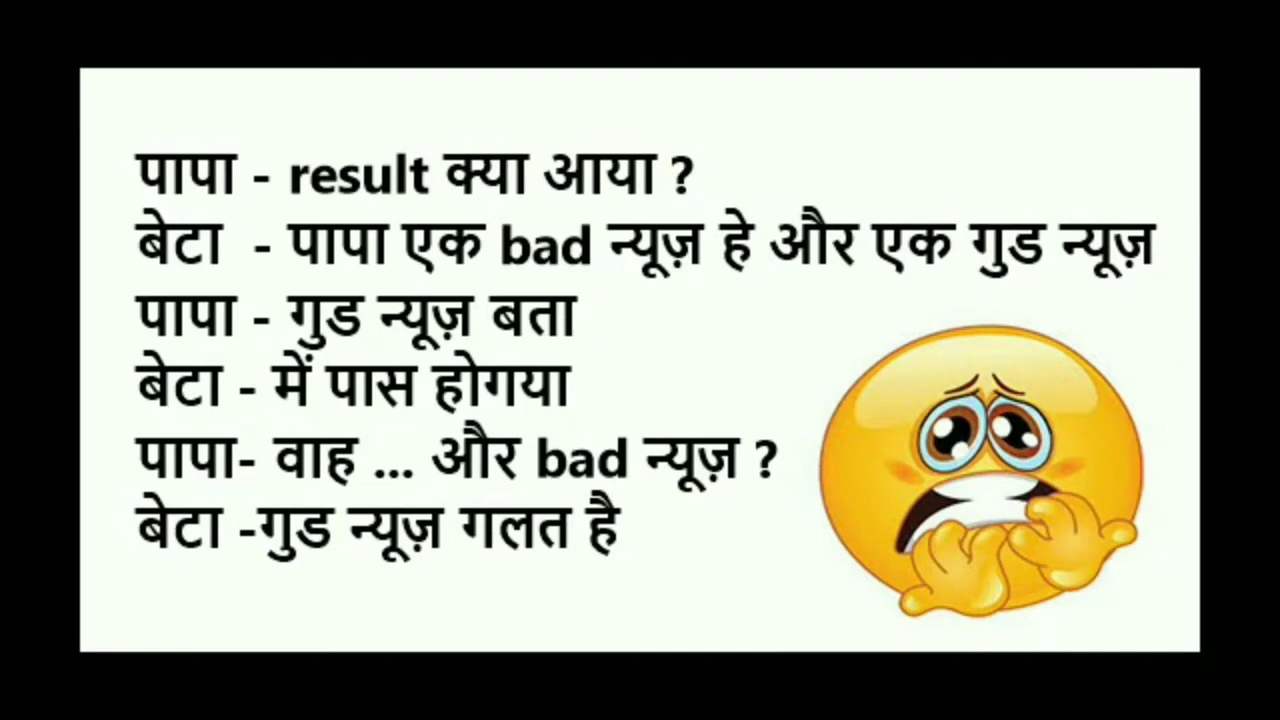 पापा - result क्या आया ?
बेटा - पापा एक bad न्यूज़ हे और एक गुड न्यूज़
पापा - गुड न्यूज़ बता
बेटा - में पास होगया
पापा- वाह ... और bad न्यूज़ ?
बेटा -गुड न्यूज़ गलत है